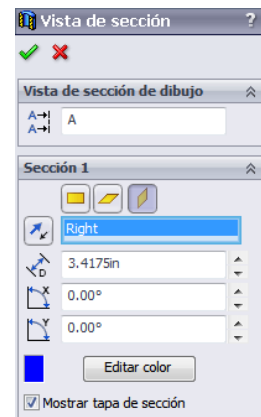 Vista de sección ?
Vista de sección de dibujo
A
A
A
Sección 1
Right
D
3.4175in
X
0.00°
Y
0.00°
Editar color
Mostrar tapa de sección